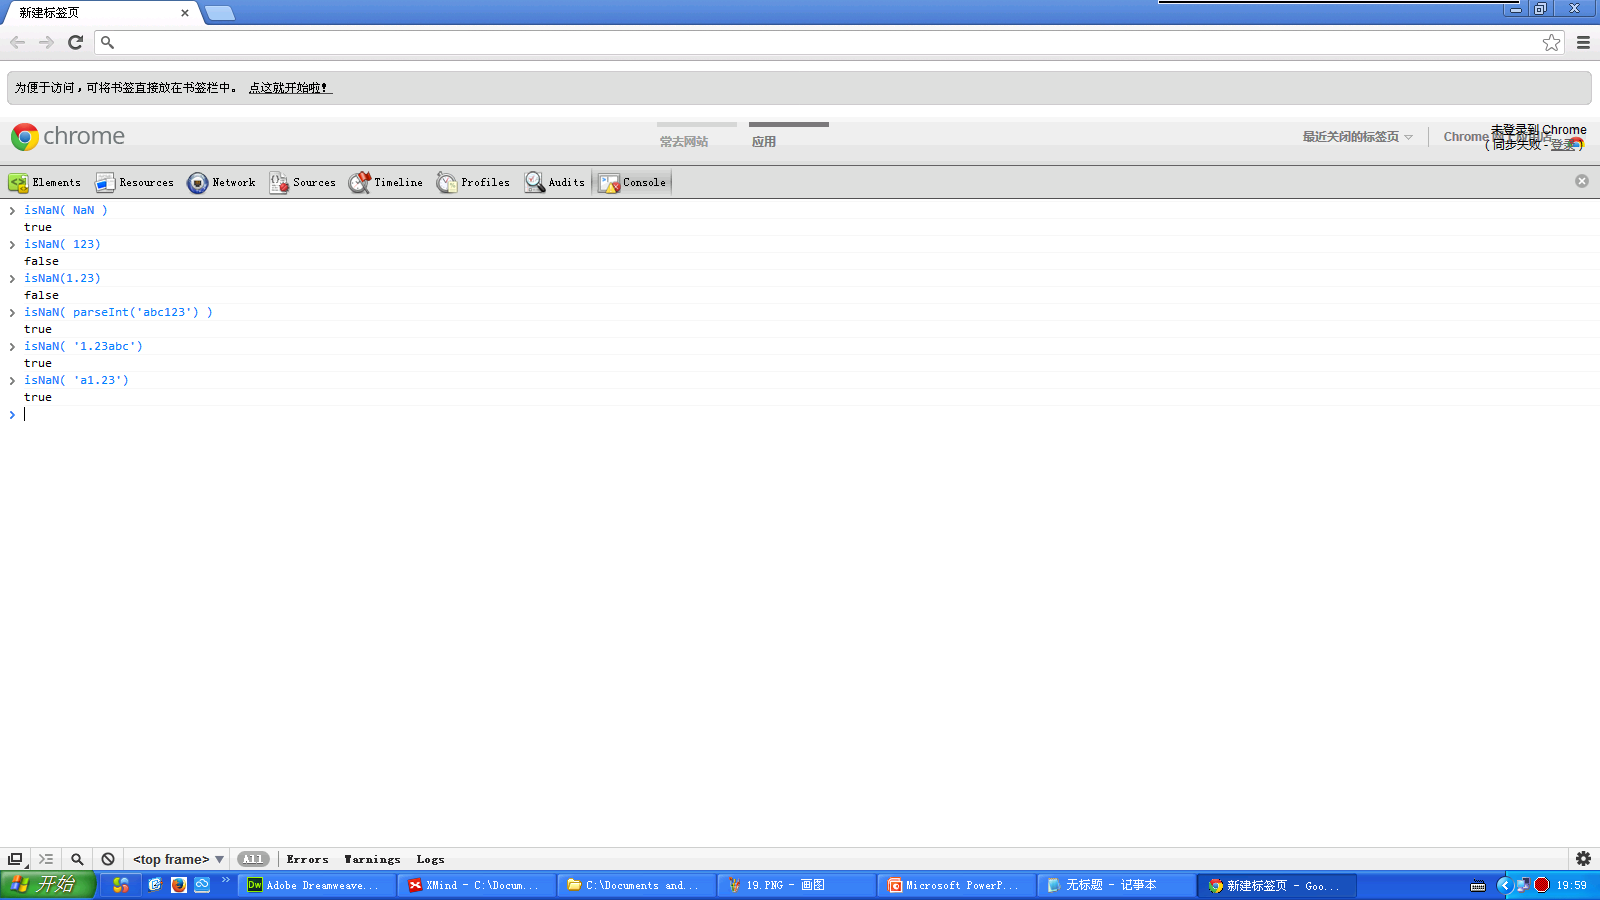 新建标签页
为便于访问，可将书签直接放在书签栏中。 点这就开始啦！
chrome
常去网站 应用
最近关闭的标签页
Chrome
未登录到 Chrome
（同步失败 - 登录）
Elements Resources Network Sources Timeline Profiles Audits Console
isNaN( NaN )
true
isNaN( 123)
false
isNaN(1.23)
false
isNaN( parseInt('abc123') )
true
isNaN( '1.23abc')
true
isNaN( 'a1.23')
true
<top frame> All Errors Warnings Logs
开始 Adobe Dreamweave... XMind - C:\Docum... C:\Documents and... 19.PNG - 画图 Microsoft PowerP... 无标题 - 记事本 新建标签页 - Goo... 19:59